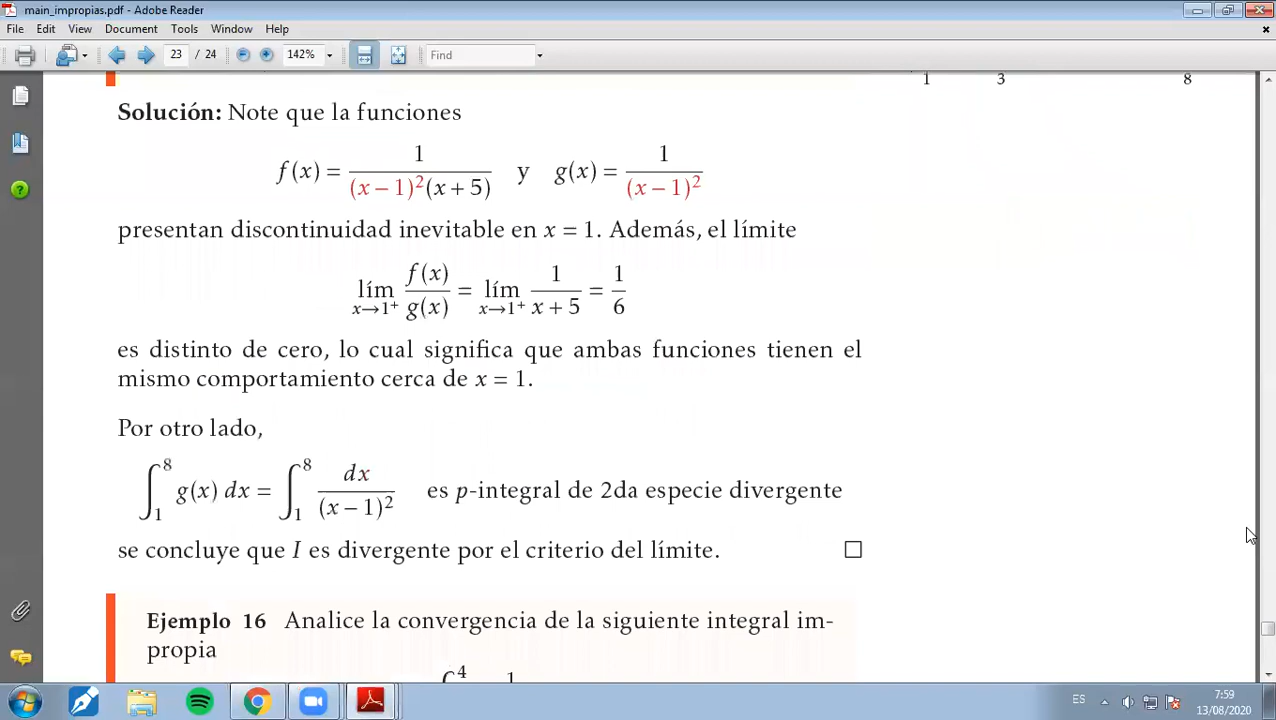 main_impropias.pdf - Adobe Reader
File Edit View Document Tools Window Help
23 / 24 142% Find
1 3 8
Solución: Note que la funciones
f(x) = 1/((x − 1)²(x + 5)) y g(x) = 1/(x − 1)²
presentan discontinuidad inevitable en x = 1. Además, el límite
lím x→1⁺ f(x)/g(x) = lím x→1⁺ 1/(x + 5) = 1/6
es distinto de cero, lo cual significa que ambas funciones tienen el
mismo comportamiento cerca de x = 1.
Por otro lado,
∫₁⁸ g(x) dx = ∫₁⁸ dx/(x − 1)² es p-integral de 2da especie divergente
se concluye que I es divergente por el criterio del límite. □
Ejemplo 16 Analice la convergencia de la siguiente integral im-
propia
∫ 4 1
ES 7:59
13/08/2020